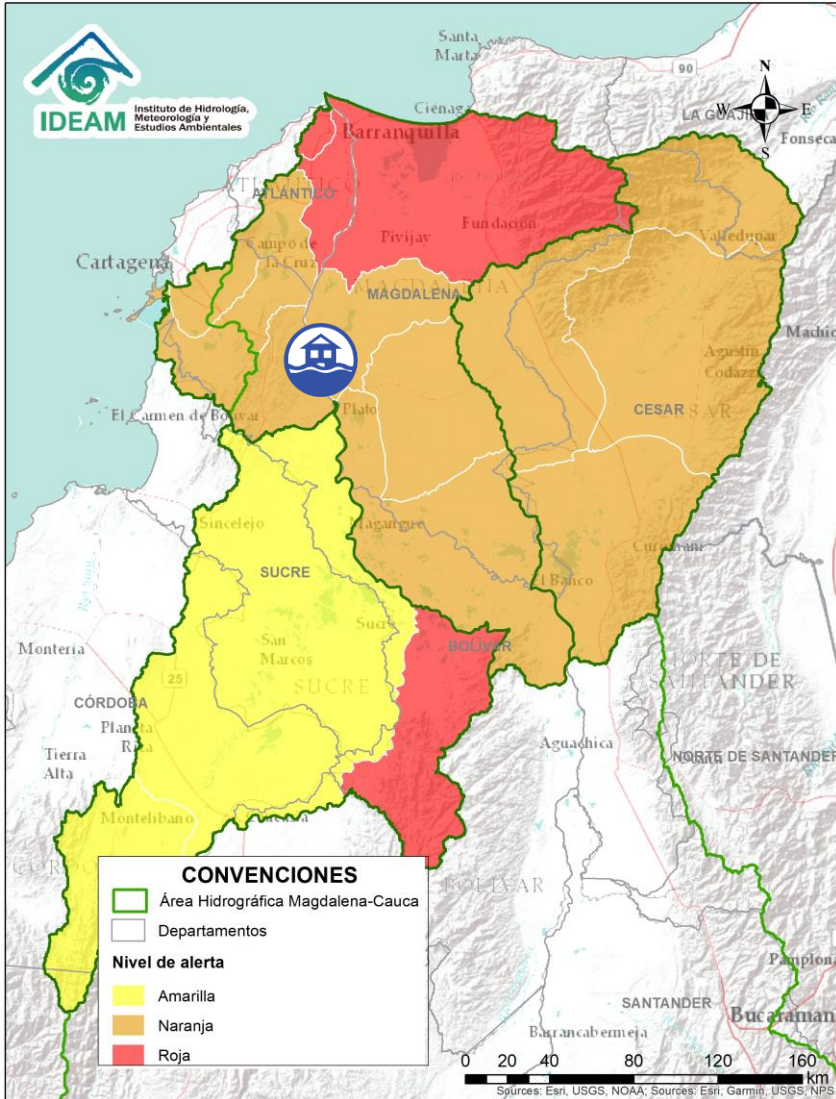 IDEAM
Instituto de Hidrología,
Meteorología y
Estudios Ambientales
Santa
Marta
90
N
W
E
S
Ciénaga
LA GUAJIRA
Fonseca
Barranquilla
ATLÁNTICO
Fundación
Pivijay
Valledupar
Campo de
la Cruz
Cartagena
MAGDALENA
Agustín
Codazzi
El Carmen de Bolívar
Plato
CESAR
CESAR
Sincelejo
Magangué
SUCRE
El Banco
Sucre
BOLÍVAR
San
Marcos
SUCRE
Montería
25
CÓRDOBA
NORTE DE
SANTANDER
Planeta
Rica
Tierra
Alta
Aguachica
NORTE DE SANTANDER
Montelíbano
BOLÍVAR
CONVENCIONES
Área Hidrográfica Magdalena-Cauca
Departamentos
Nivel de alerta
Amarilla
Naranja
Roja
Pamplona
SANTANDER
Bucaraman
Barrancabermeja
0 20 40 80 120 160
km
Sources: Esri, USGS, NOAA; Sources: Esri, Garmin, USGS, NPS